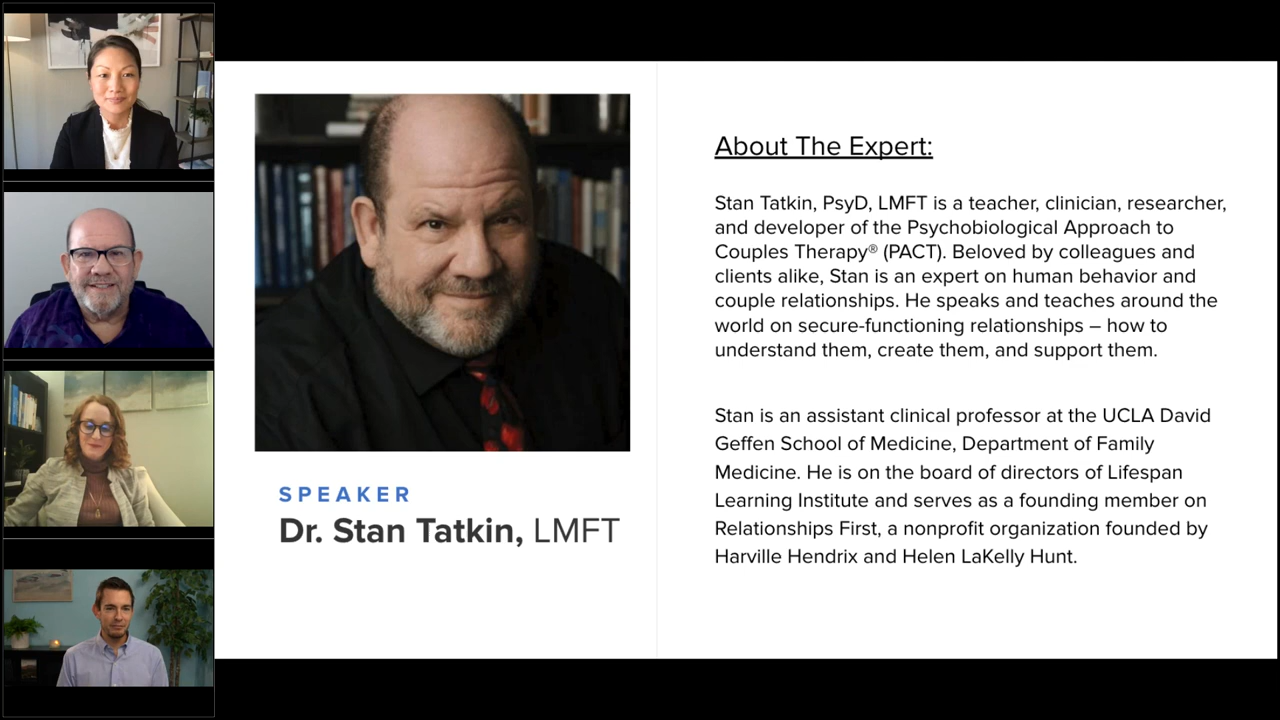 About The Expert:
Stan Tatkin, PsyD, LMFT is a teacher, clinician, researcher,
and developer of the Psychobiological Approach to
Couples Therapy® (PACT). Beloved by colleagues and
clients alike, Stan is an expert on human behavior and
couple relationships. He speaks and teaches around the
world on secure-functioning relationships – how to
understand them, create them, and support them.
Stan is an assistant clinical professor at the UCLA David
Geffen School of Medicine, Department of Family
Medicine. He is on the board of directors of Lifespan
Learning Institute and serves as a founding member on
Relationships First, a nonprofit organization founded by
Harville Hendrix and Helen LaKelly Hunt.
SPEAKER
Dr. Stan Tatkin, LMFT